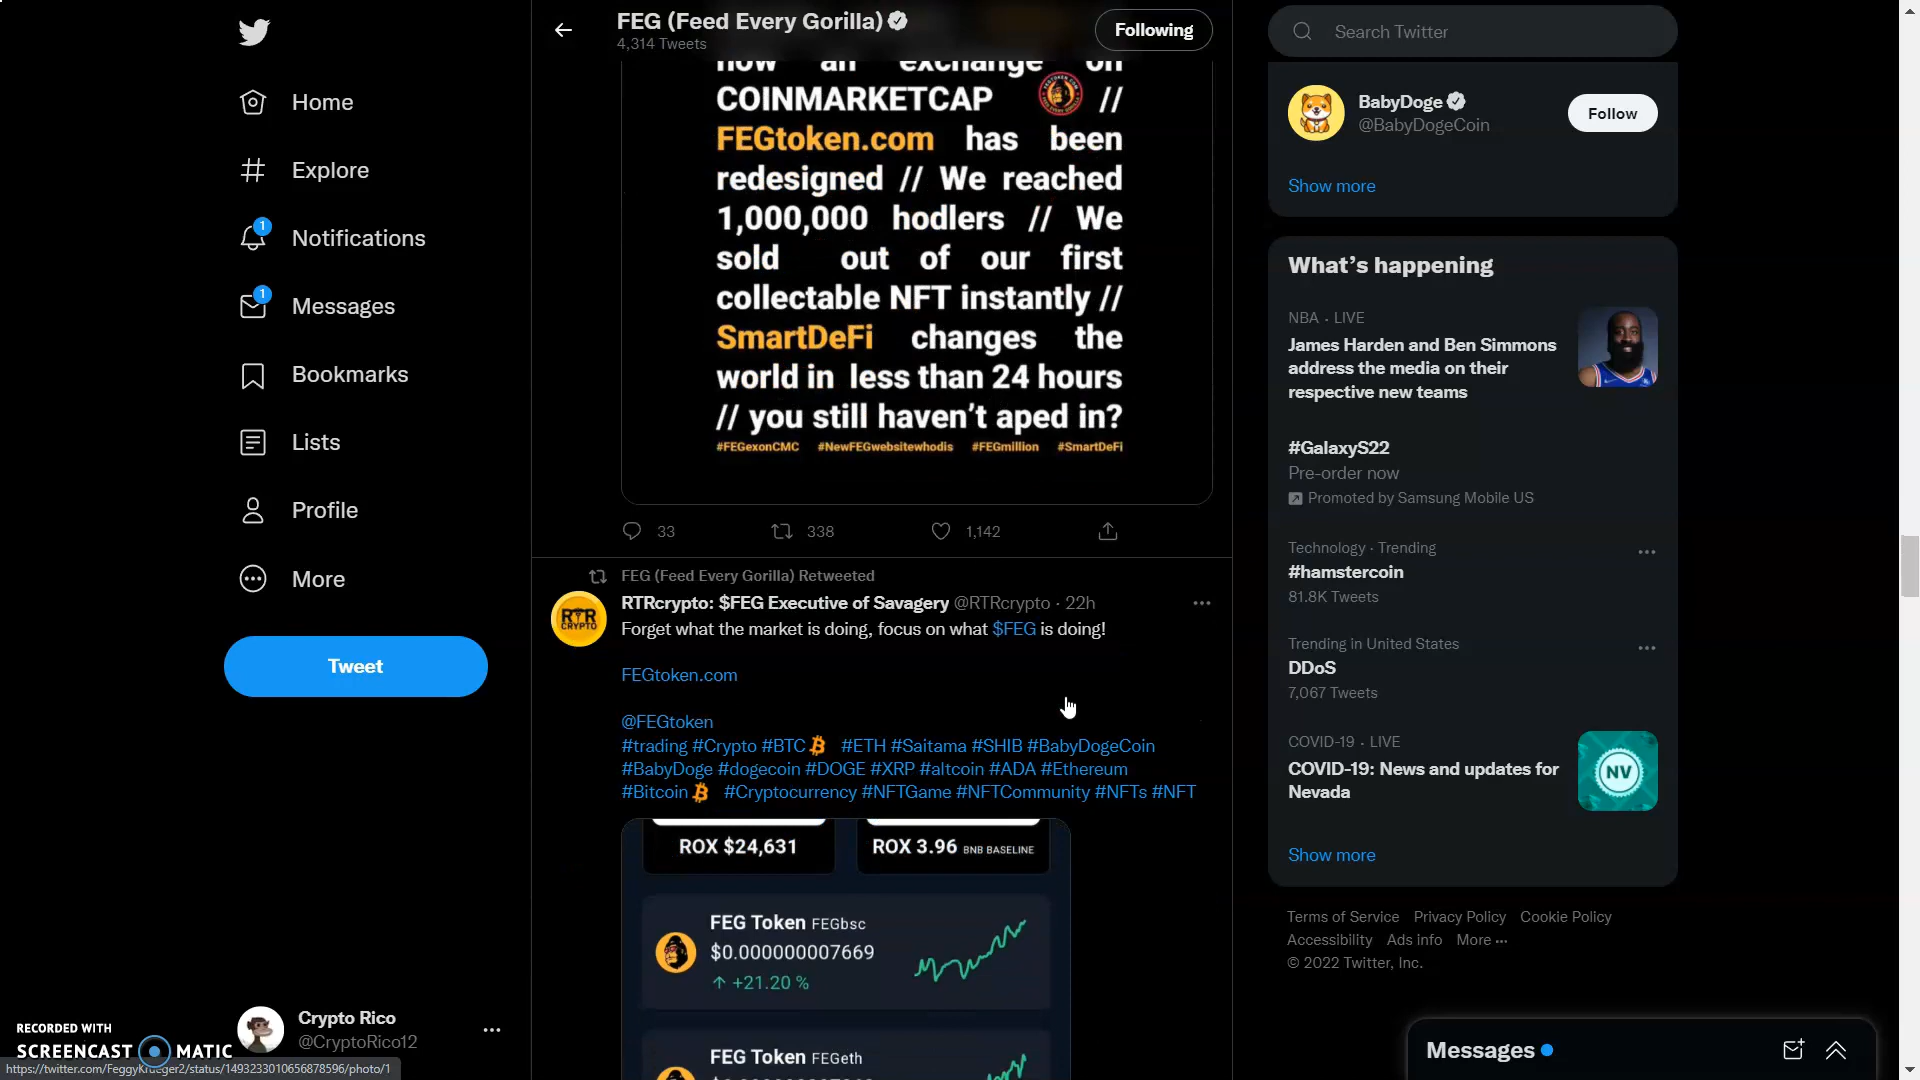 Home
Explore
1
Notifications
1
Messages
Bookmarks
Lists
Profile
More
Tweet
Crypto Rico
@CryptoRico12
RECORDED WITH
SCREENCAST MATIC
FEG (Feed Every Gorilla)
4,314 Tweets
Following
now an exchange on
COINMARKETCAP //
FEGtoken.com has been
redesigned // We reached
1,000,000 hodlers // We
sold out of our first
collectable NFT instantly //
SmartDeFi changes the
world in less than 24 hours
// you still haven't aped in?
#FEGexonCMC #NewFEGwebsitewhodis #FEGmillion #SmartDeFi
33 338 1,142
FEG (Feed Every Gorilla) Retweeted
RTRcrypto: $FEG Executive of Savagery @RTRcrypto · 22h
RTR
CRYPTO
Forget what the market is doing, focus on what $FEG is doing!
FEGtoken.com
@FEGtoken
#trading #Crypto #BTC #ETH #Saitama #SHIB #BabyDogeCoin
#BabyDoge #dogecoin #DOGE #XRP #altcoin #ADA #Ethereum
#Bitcoin #Cryptocurrency #NFTGame #NFTCommunity #NFTs #NFT
ROX $24,631 ROX 3.96 BNB BASELINE
FEG Token FEGbsc
$0.000000007669
↑ +21.20 %
FEG Token FEGeth
Search Twitter
BabyDoge
@BabyDogeCoin
Follow
Show more
What's happening
NBA · LIVE
James Harden and Ben Simmons
address the media on their
respective new teams
#GalaxyS22
Pre-order now
Promoted by Samsung Mobile US
Technology · Trending
#hamstercoin
81.8K Tweets
Trending in United States
DDoS
7,067 Tweets
COVID-19 · LIVE
COVID-19: News and updates for
Nevada
NV
Show more
Terms of Service Privacy Policy Cookie Policy
Accessibility Ads info More ···
© 2022 Twitter, Inc.
Messages